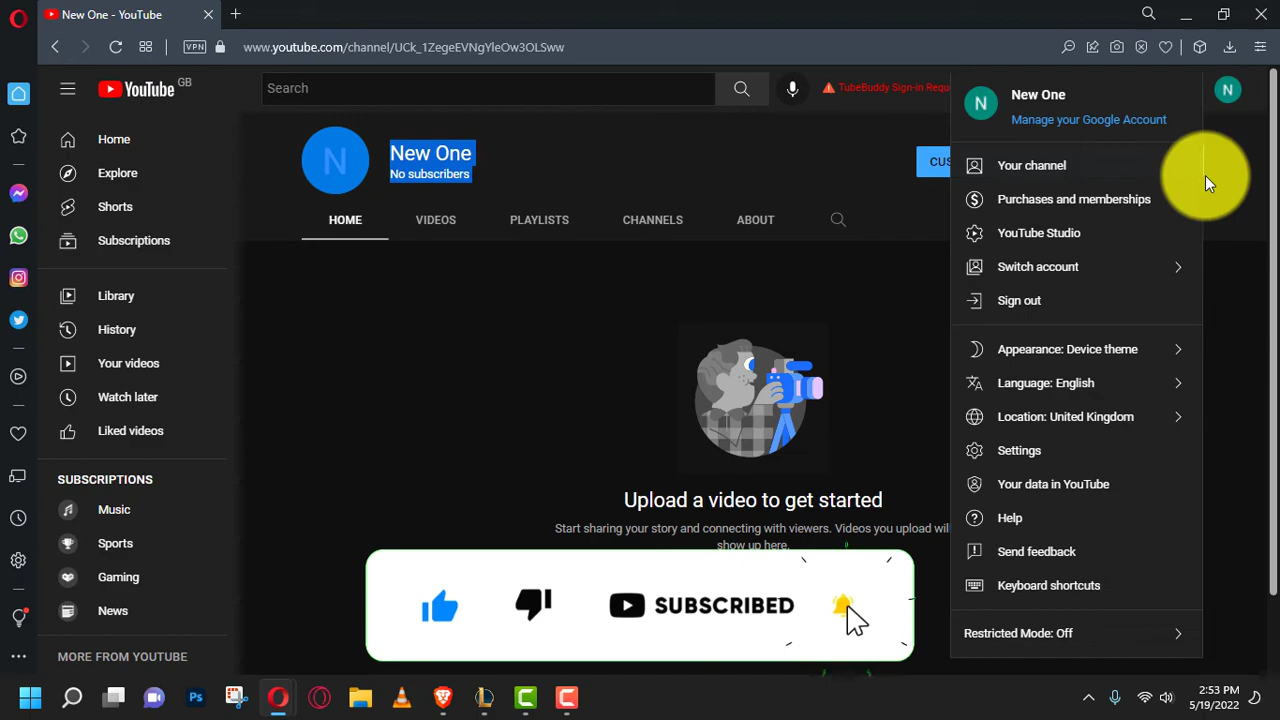 New One - YouTube
VPN
www.youtube.com/channel/UCk_1ZegeEVNgYleOw3OLSww
YouTube GB
Search
TubeBuddy Sign-in Requ
N
N
New One
Manage your Google Account
Home
Explore
Shorts
Subscriptions
Library
History
Your videos
Watch later
Liked videos
SUBSCRIPTIONS
Music
Sports
Gaming
News
MORE FROM YOUTUBE
N
New One
No subscribers
CUS
HOME
VIDEOS
PLAYLISTS
CHANNELS
ABOUT
Upload a video to get started
Start sharing your story and connecting with viewers. Videos you upload will
show up here.
SUBSCRIBED
Your channel
Purchases and memberships
YouTube Studio
Switch account
Sign out
Appearance: Device theme
Language: English
Location: United Kingdom
Settings
Your data in YouTube
Help
Send feedback
Keyboard shortcuts
Restricted Mode: Off
Ps
2:53 PM
5/19/2022